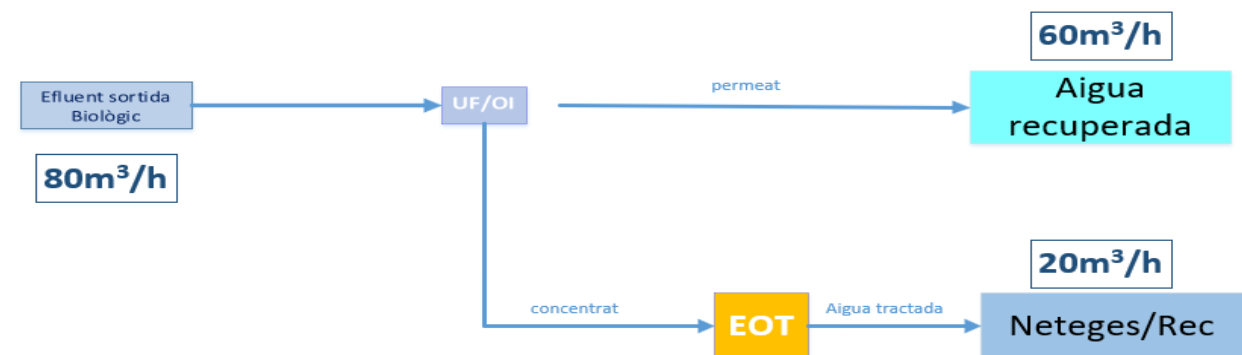 60m³/h
Efluent sortida
Biològic
UF/OI
permeat
Aigua
recuperada
80m³/h
20m³/h
concentrat
EOT
Aigua tractada
Neteges/Rec